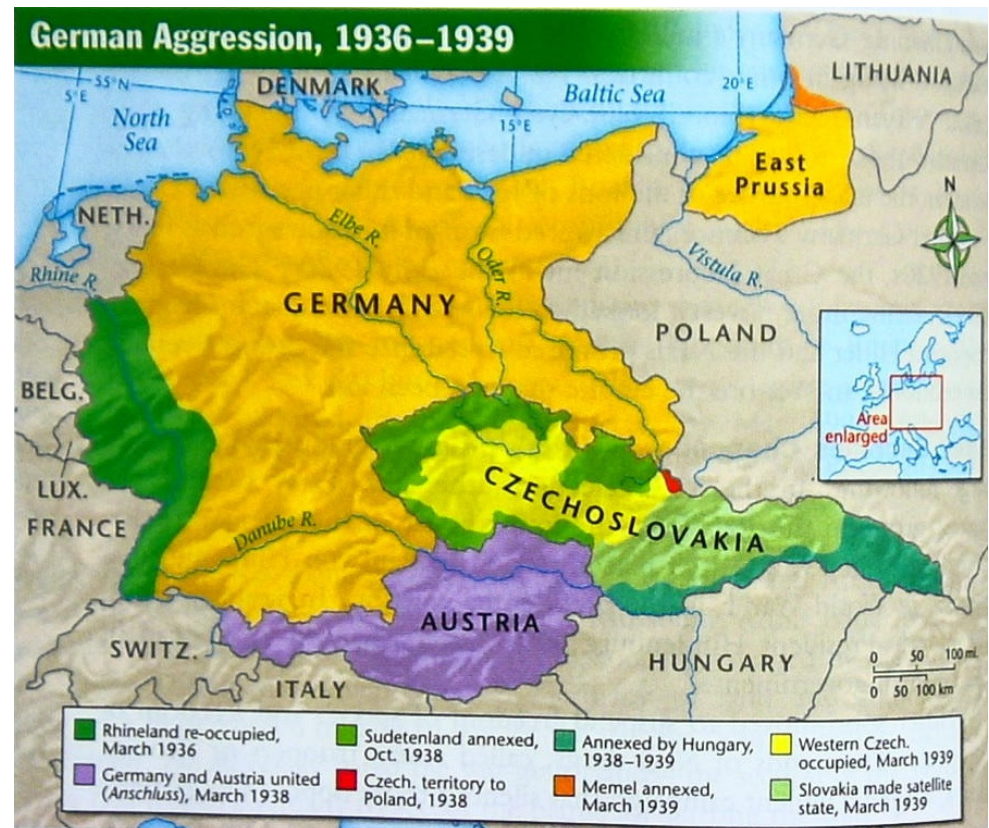 German Aggression, 1936–1939
55°N
5°E
DENMARK
Baltic Sea
20°E
LITHUANIA
North
Sea
15°E
East
Prussia
N
NETH.
Elbe R.
Oder R.
Vistula R.
Rhine R.
GERMANY
POLAND
BELG.
Area
enlarged
CZECHOSLOVAKIA
LUX.
FRANCE
Danube R.
AUSTRIA
SWITZ.
HUNGARY
0 50 100 mi.
0 50 100 km
ITALY
Rhineland re-occupied,
March 1936
Germany and Austria united
(Anschluss), March 1938
Sudetenland annexed,
Oct. 1938
Czech. territory to
Poland, 1938
Annexed by Hungary,
1938–1939
Memel annexed,
March 1939
Western Czech.
occupied, March 1939
Slovakia made satellite
state, March 1939